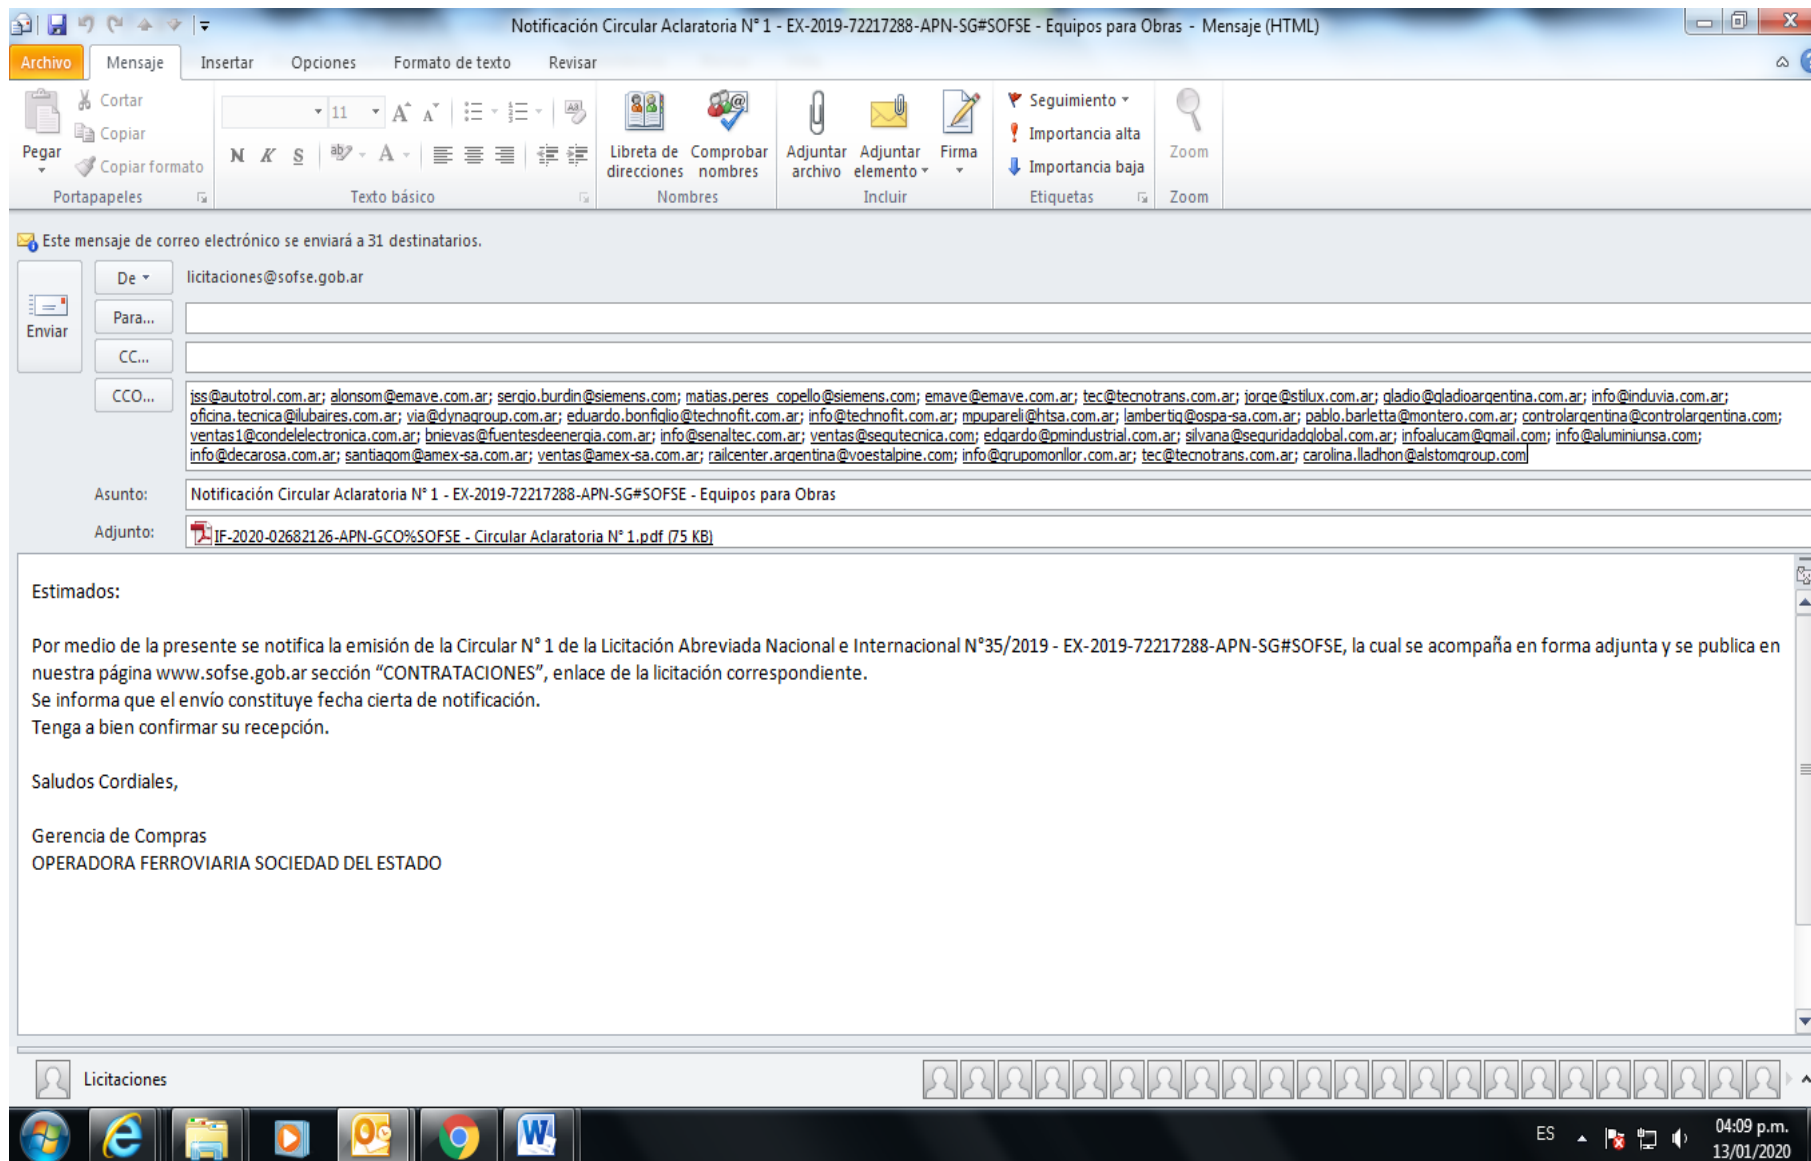 Notificación Circular Aclaratoria N° 1 - EX-2019-72217288-APN-SG#SOFSE - Equipos para Obras - Mensaje (HTML)
Archivo Mensaje Insertar Opciones Formato de texto Revisar
Pegar
Cortar
Copiar
Copiar formato
Portapapeles
11
N K S
Texto básico
Libreta de direcciones
Comprobar nombres
Nombres
Adjuntar archivo
Adjuntar elemento
Firma
Incluir
Seguimiento
Importancia alta
Importancia baja
Etiquetas
Zoom
Zoom
Este mensaje de correo electrónico se enviará a 31 destinatarios.
Enviar
De licitaciones@sofse.gob.ar
Para...
CC...
CCO...
jss@autotrol.com.ar; alonsom@emave.com.ar; sergio.burdin@siemens.com; matias.peres_copello@siemens.com; emave@emave.com.ar; tec@tecnotrans.com.ar; jorge@stilux.com.ar; gladio@gladioargentina.com.ar; info@induvia.com.ar;
oficina.tecnica@ilubaires.com.ar; via@dynagroup.com.ar; eduardo.bonfiglio@technofit.com.ar; info@technofit.com.ar; mpupareli@htsa.com.ar; lambertig@ospa-sa.com.ar; pablo.barletta@montero.com.ar; controlargentina@controlargentina.com;
ventas1@condelelectronica.com.ar; bnievas@fuentesdeenergia.com.ar; info@senaltec.com.ar; ventas@segutecnica.com; edgardo@pmindustrial.com.ar; silvana@seguridadglobal.com.ar; infoalucam@gmail.com; info@aluminiunsa.com;
info@decarosa.com.ar; santiagom@amex-sa.com.ar; ventas@amex-sa.com.ar; railcenter.argentina@voestalpine.com; info@grupomonllor.com.ar; tec@tecnotrans.com.ar; carolina.lladhon@alstomgroup.com
Asunto: Notificación Circular Aclaratoria N° 1 - EX-2019-72217288-APN-SG#SOFSE - Equipos para Obras
Adjunto: IF-2020-02682126-APN-GCO%SOFSE - Circular Aclaratoria N° 1.pdf (75 KB)
Estimados:
Por medio de la presente se notifica la emisión de la Circular N° 1 de la Licitación Abreviada Nacional e Internacional N°35/2019 - EX-2019-72217288-APN-SG#SOFSE, la cual se acompaña en forma adjunta y se publica en
nuestra página www.sofse.gob.ar sección “CONTRATACIONES”, enlace de la licitación correspondiente.
Se informa que el envío constituye fecha cierta de notificación.
Tenga a bien confirmar su recepción.
Saludos Cordiales,
Gerencia de Compras
OPERADORA FERROVIARIA SOCIEDAD DEL ESTADO
Licitaciones
ES
04:09 p.m.
13/01/2020